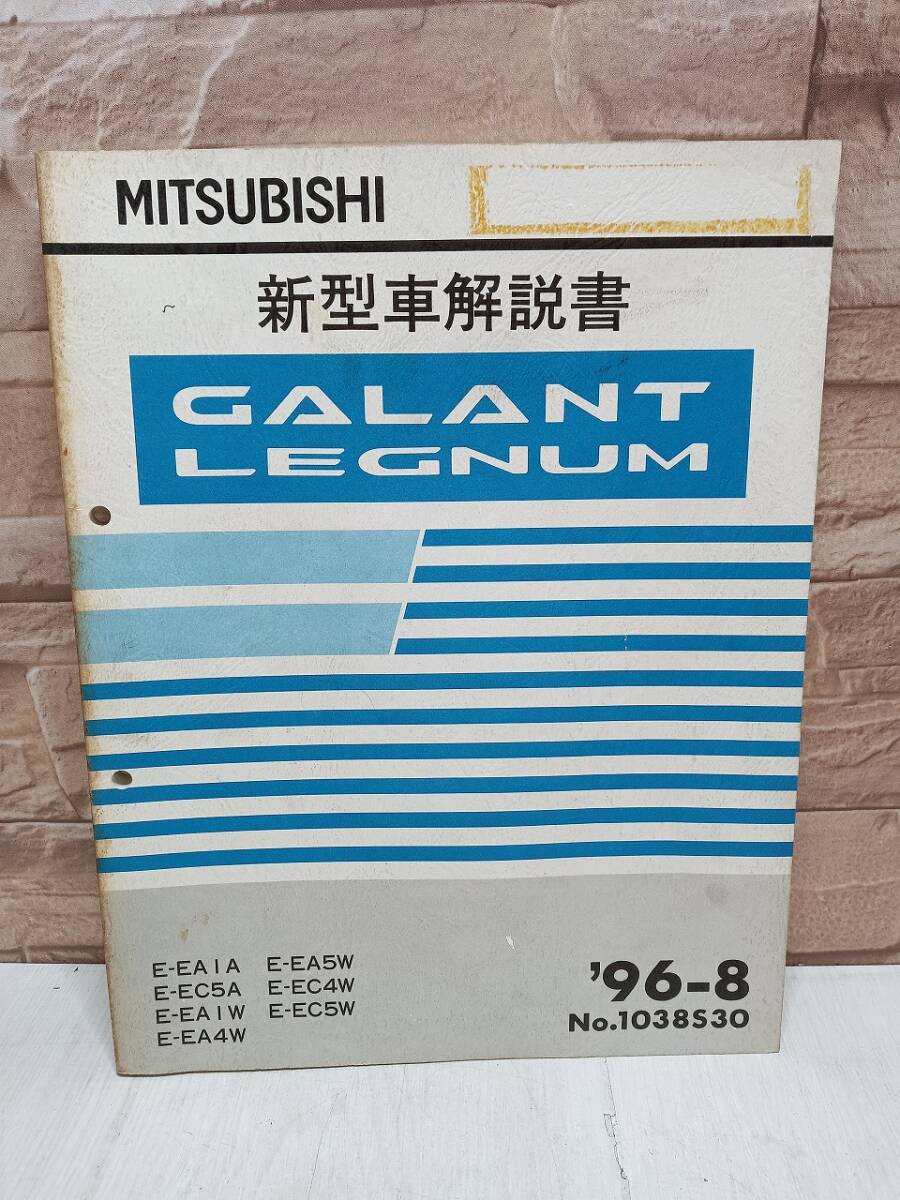 MITSUBISHI
新型車解説書
GALANT
LEGNUM
E-EA1A E-EA5W
E-EC5A E-EC4W
E-EA1W E-EC5W
E-EA4W
'96-8
No.1038S30